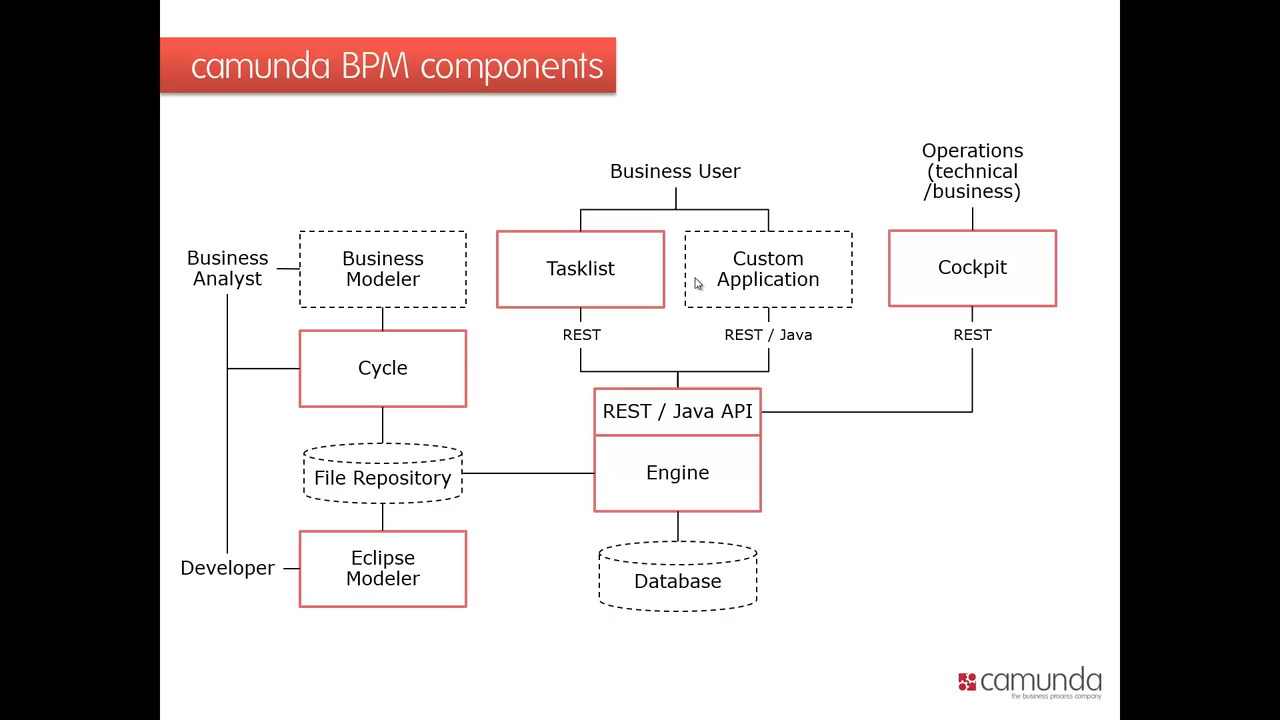 camunda BPM components
Operations
(technical
/business)
Business User
Business
Analyst
Business
Modeler
Tasklist
Custom
Application
Cockpit
REST
REST / Java
REST
Cycle
REST / Java API
File Repository
Engine
Developer
Eclipse
Modeler
Database
camunda
the business process company